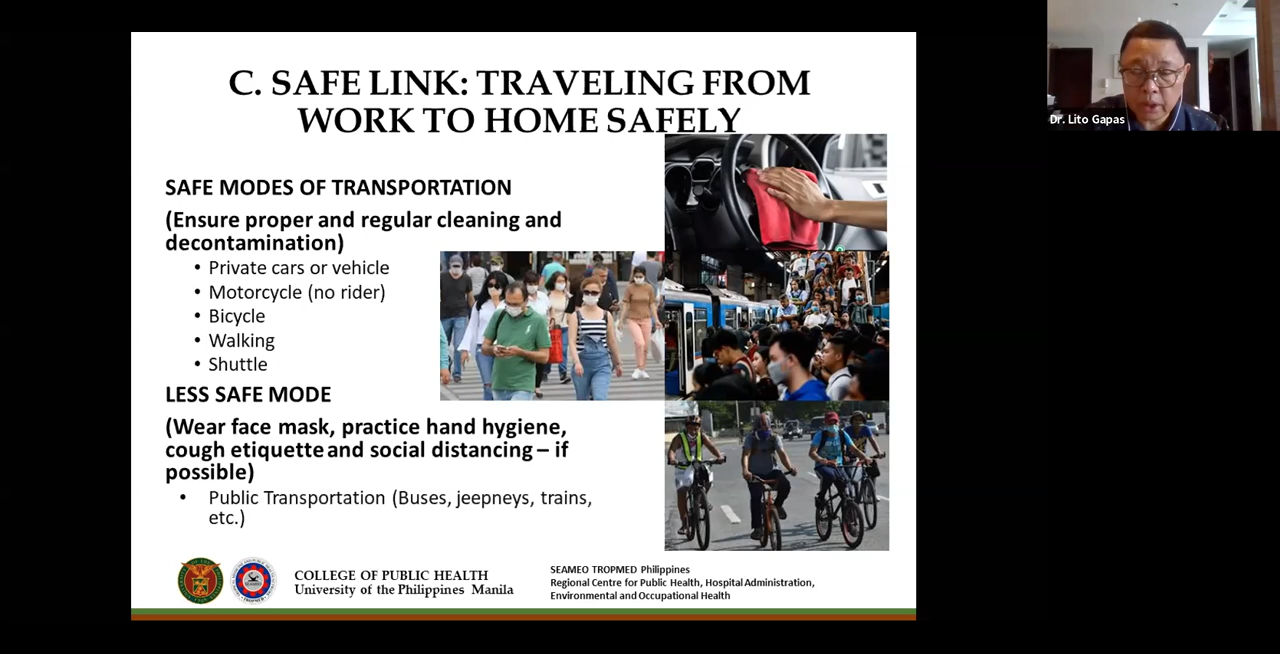 C. SAFE LINK: TRAVELING FROM
WORK TO HOME SAFELY
SAFE MODES OF TRANSPORTATION
(Ensure proper and regular cleaning and
decontamination)
• Private cars or vehicle
• Motorcycle (no rider)
• Bicycle
• Walking
• Shuttle
LESS SAFE MODE
(Wear face mask, practice hand hygiene,
cough etiquette and social distancing – if
possible)
• Public Transportation (Buses, jeepneys, trains,
etc.)
COLLEGE OF PUBLIC HEALTH
University of the Philippines Manila
SEAMEO TROPMED Philippines
Regional Centre for Public Health, Hospital Administration,
Environmental and Occupational Health
Dr. Lito Gapas